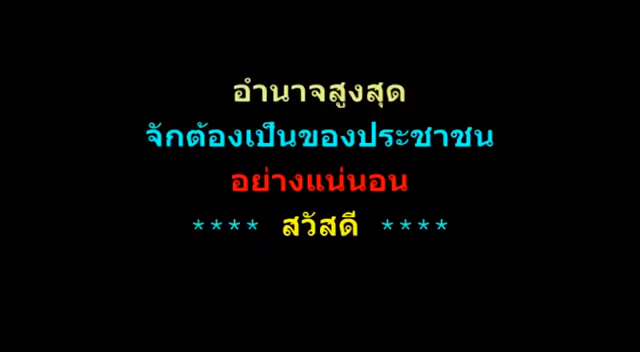 อำนาจสูงสุด
จักต้องเป็นของประชาชน
อย่างแน่นอน
**** สวัสดี ****